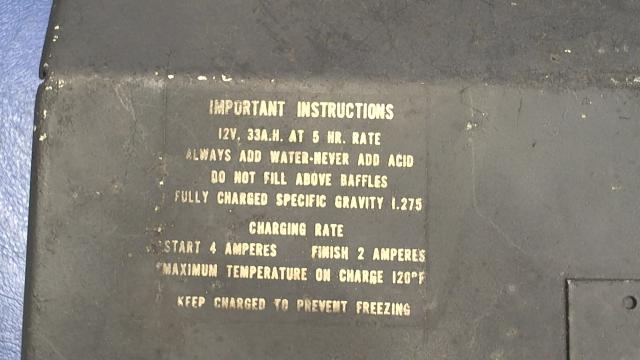 IMPORTANT INSTRUCTIONS
12V. 33A.H. AT 5 HR. RATE
ALWAYS ADD WATER-NEVER ADD ACID
DO NOT FILL ABOVE BAFFLES
FULLY CHARGED SPECIFIC GRAVITY 1.275
CHARGING RATE
START 4 AMPERES FINISH 2 AMPERES
MAXIMUM TEMPERATURE ON CHARGE 120°F
KEEP CHARGED TO PREVENT FREEZING